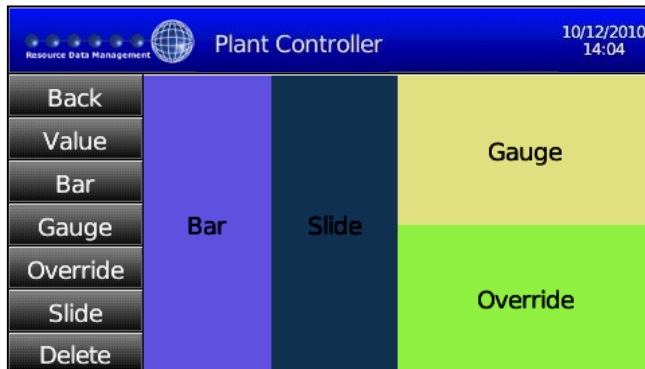 Resource Data Management
Plant Controller
10/12/2010
14:04
Back
Value
Bar
Gauge
Override
Slide
Delete
Bar
Slide
Gauge
Override